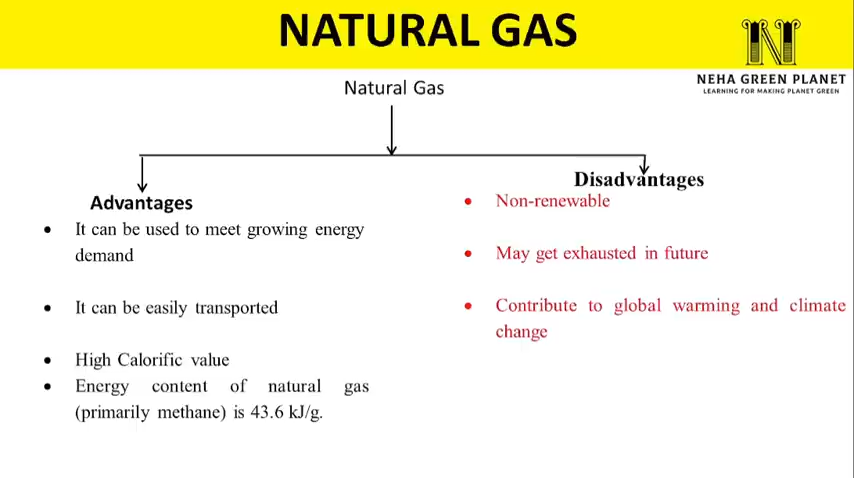 NATURAL GAS
NEHA GREEN PLANET
LEARNING FOR MAKING PLANET GREEN
Natural Gas
Advantages
• It can be used to meet growing energy
demand
• It can be easily transported
• High Calorific value
• Energy content of natural gas
(primarily methane) is 43.6 kJ/g.
Disadvantages
• Non-renewable
• May get exhausted in future
• Contribute to global warming and climate
change